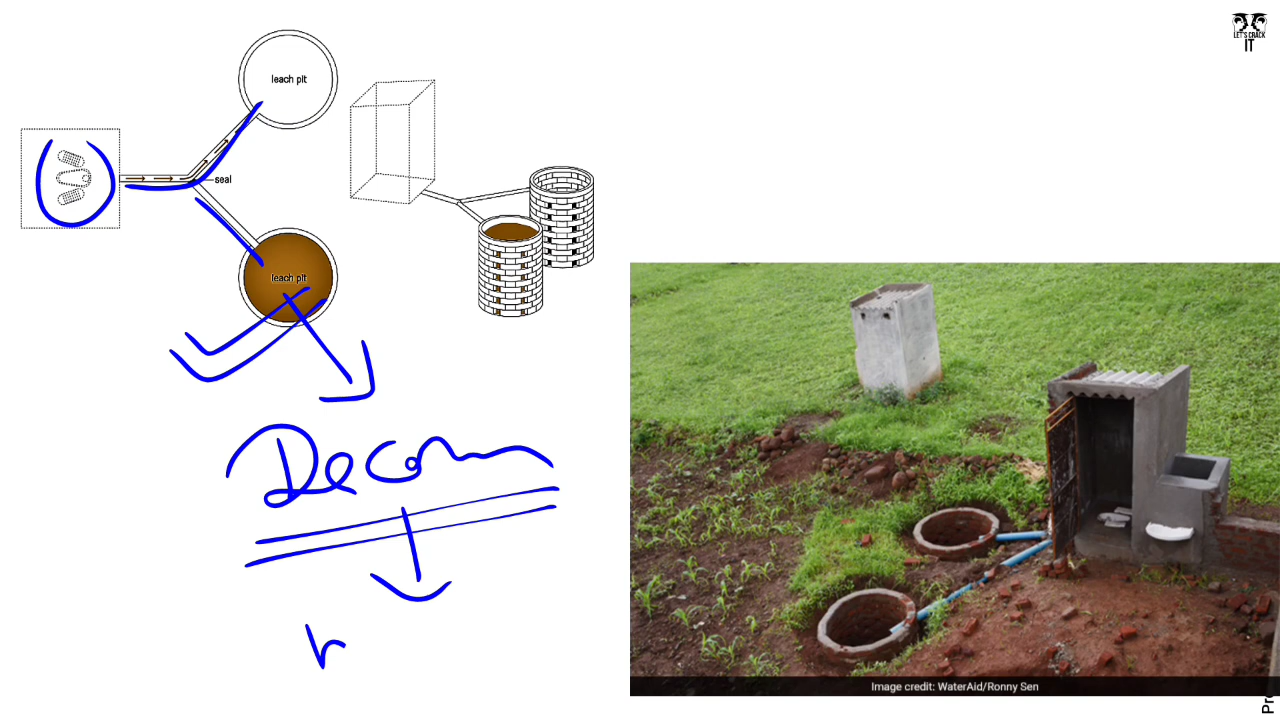 LET'S CRACK
IT
leach pit
seal
leach pit
Decom
Image credit: WaterAid/Ronny Sen